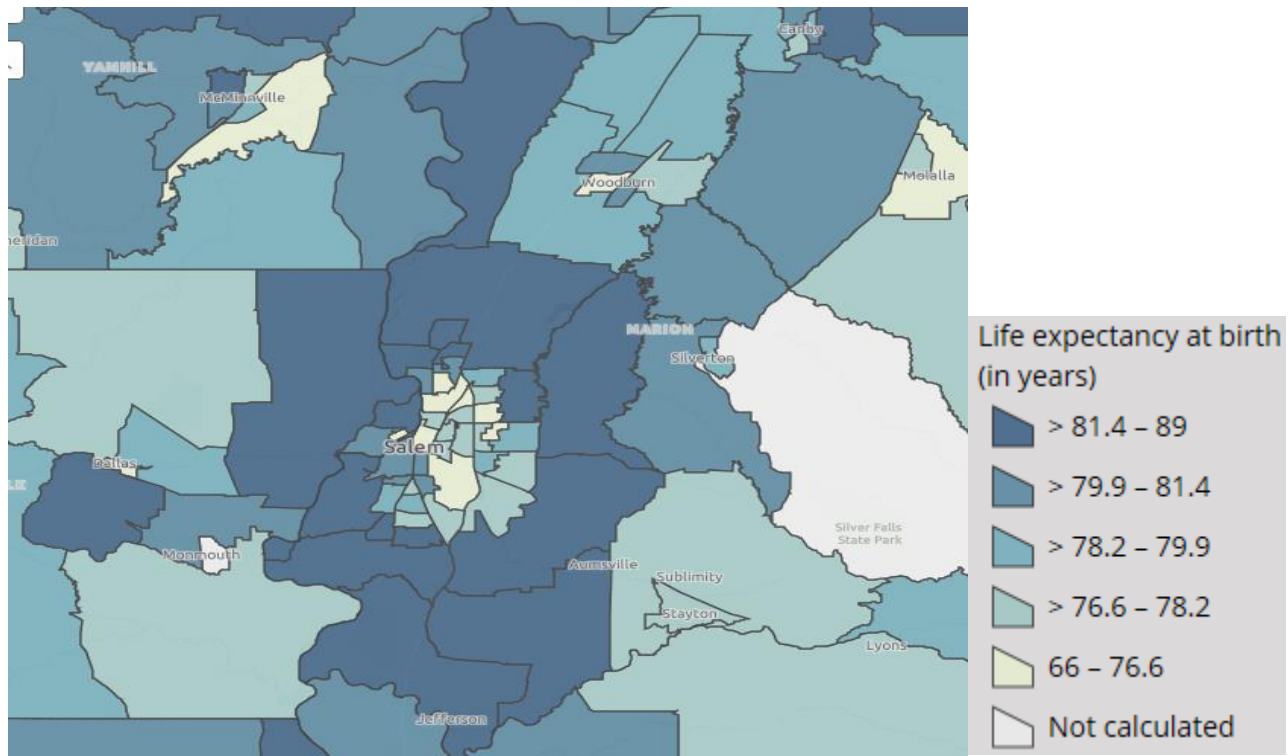 Canby
YAMHILL
McMinnville
Woodburn
Molalla
heridan
MARION
Silverton
Salem
Dallas
LK
Silver Falls
State Park
Monmouth
Aumsville
Sublimity
Stayton
Lyons
Jefferson
Life expectancy at birth
(in years)
> 81.4 – 89
> 79.9 – 81.4
> 78.2 – 79.9
> 76.6 – 78.2
66 – 76.6
Not calculated